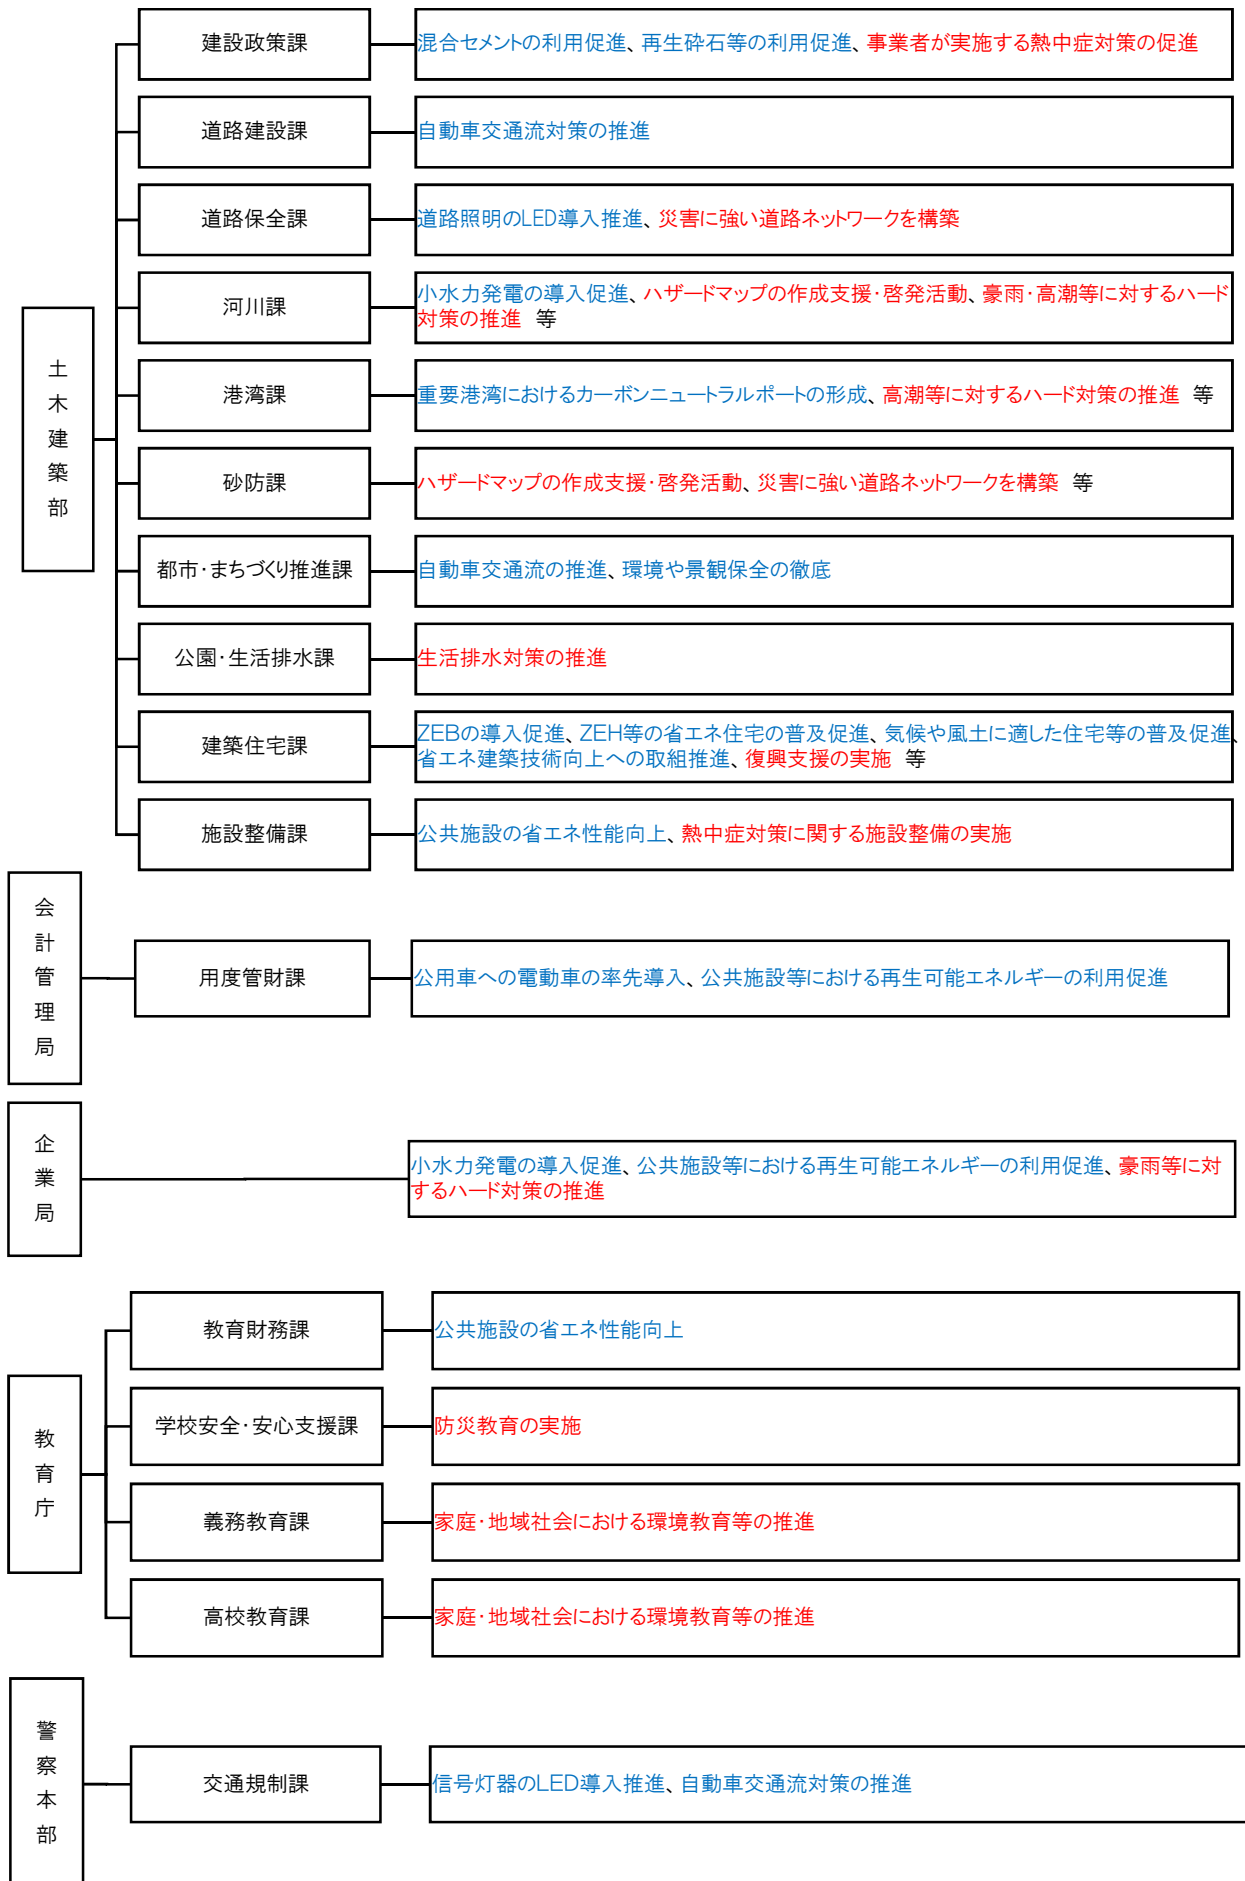 土木建築部
建設政策課
混合セメントの利用促進、再生砕石等の利用促進、事業者が実施する熱中症対策の促進
道路建設課
自動車交通流対策の推進
道路保全課
道路照明のLED導入推進、災害に強い道路ネットワークを構築
河川課
小水力発電の導入促進、ハザードマップの作成支援・啓発活動、豪雨・高潮等に対するハード
対策の推進　等
港湾課
重要港湾におけるカーボンニュートラルポートの形成、高潮等に対するハード対策の推進　等
砂防課
ハザードマップの作成支援・啓発活動、災害に強い道路ネットワークを構築　等
都市・まちづくり推進課
自動車交通流の推進、環境や景観保全の徹底
公園・生活排水課
生活排水対策の推進
建築住宅課
ZEBの導入促進、ZEH等の省エネ住宅の普及促進、気候や風土に適した住宅等の普及促進、
省エネ建築技術向上への取組推進、復興支援の実施　等
施設整備課
公共施設の省エネ性能向上、熱中症対策に関する施設整備の実施
会計管理局
用度管財課
公用車への電動車の率先導入、公共施設等における再生可能エネルギーの利用促進
企業局
小水力発電の導入促進、公共施設等における再生可能エネルギーの利用促進、豪雨等に対
するハード対策の推進
教育庁
教育財務課
公共施設の省エネ性能向上
学校安全・安心支援課
防災教育の実施
義務教育課
家庭・地域社会における環境教育等の推進
高校教育課
家庭・地域社会における環境教育等の推進
警察本部
交通規制課
信号灯器のLED導入推進、自動車交通流対策の推進